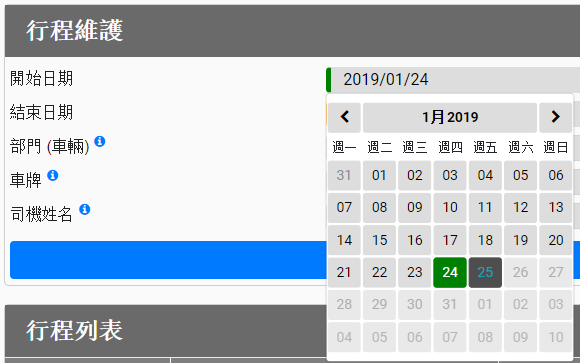 行程維護
開始日期
2019/01/24
結束日期
部門 (車輛)
車牌
司機姓名
1月 2019
週一 週二 週三 週四 週五 週六 週日
31 01 02 03 04 05 06
07 08 09 10 11 12 13
14 15 16 17 18 19 20
21 22 23 24 25 26 27
28 29 30 31 01 02 03
04 05 06 07 08 09 10
行程列表